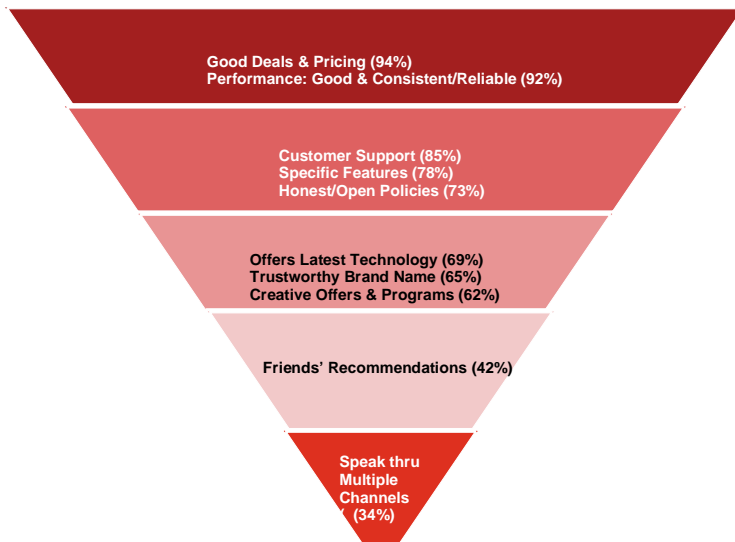 Good Deals & Pricing (94%)
Performance: Good & Consistent/Reliable (92%)
Customer Support (85%)
Specific Features (78%)
Honest/Open Policies (73%)
Offers Latest Technology (69%)
Trustworthy Brand Name (65%)
Creative Offers & Programs (62%)
Friends’ Recommendations (42%)
Speak thru
Multiple
Channels
( (34%)